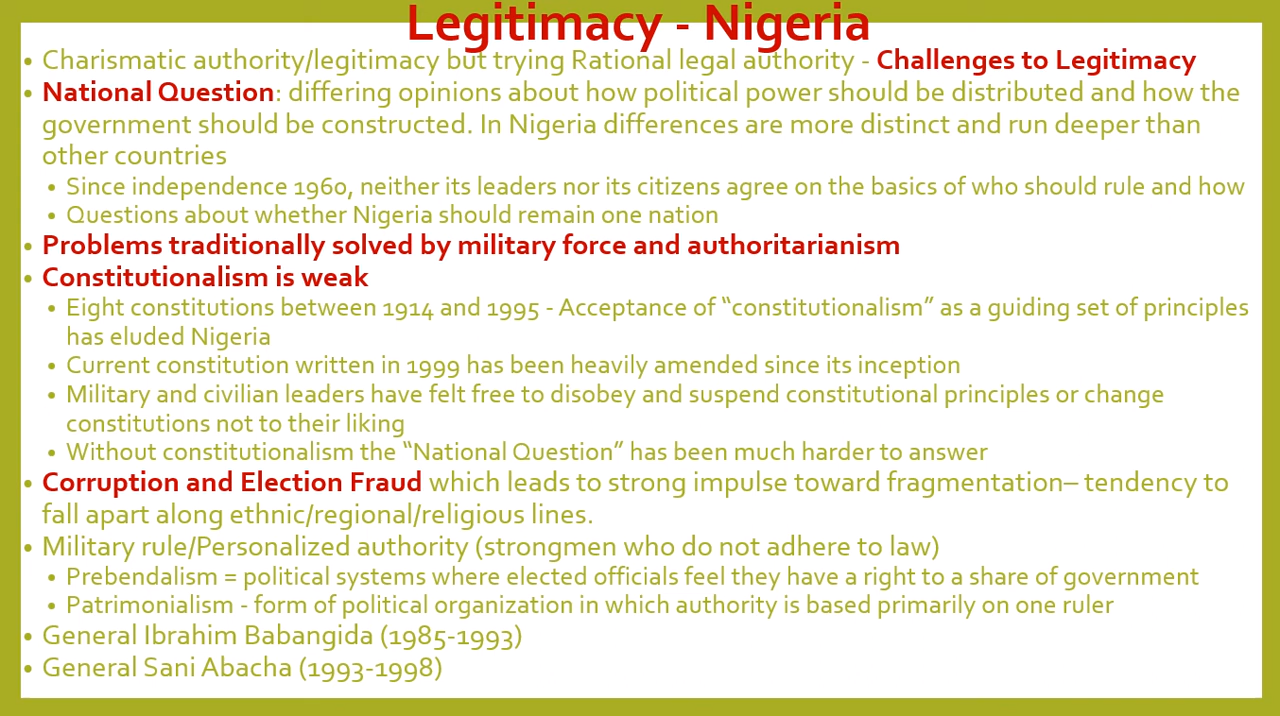 Legitimacy - Nigeria
• Charismatic authority/legitimacy but trying Rational legal authority - Challenges to Legitimacy
• National Question: differing opinions about how political power should be distributed and how the
government should be constructed. In Nigeria differences are more distinct and run deeper than
other countries
• Since independence 1960, neither its leaders nor its citizens agree on the basics of who should rule and how
• Questions about whether Nigeria should remain one nation
• Problems traditionally solved by military force and authoritarianism
• Constitutionalism is weak
• Eight constitutions between 1914 and 1995 - Acceptance of “constitutionalism” as a guiding set of principles
has eluded Nigeria
• Current constitution written in 1999 has been heavily amended since its inception
• Military and civilian leaders have felt free to disobey and suspend constitutional principles or change
constitutions not to their liking
• Without constitutionalism the “National Question” has been much harder to answer
• Corruption and Election Fraud which leads to strong impulse toward fragmentation– tendency to
fall apart along ethnic/regional/religious lines.
• Military rule/Personalized authority (strongmen who do not adhere to law)
• Prebendalism = political systems where elected officials feel they have a right to a share of government
• Patrimonialism - form of political organization in which authority is based primarily on one ruler
• General Ibrahim Babangida (1985-1993)
• General Sani Abacha (1993-1998)